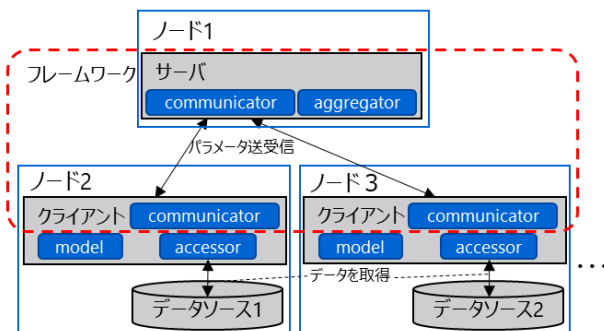 ノード1
フレームワーク
サーバ
communicator
aggregator
パラメータ送受信
ノード2
クライアント
communicator
model
accessor
データソース1
ノード3
クライアント
communicator
model
accessor
データを取得
データソース2
...